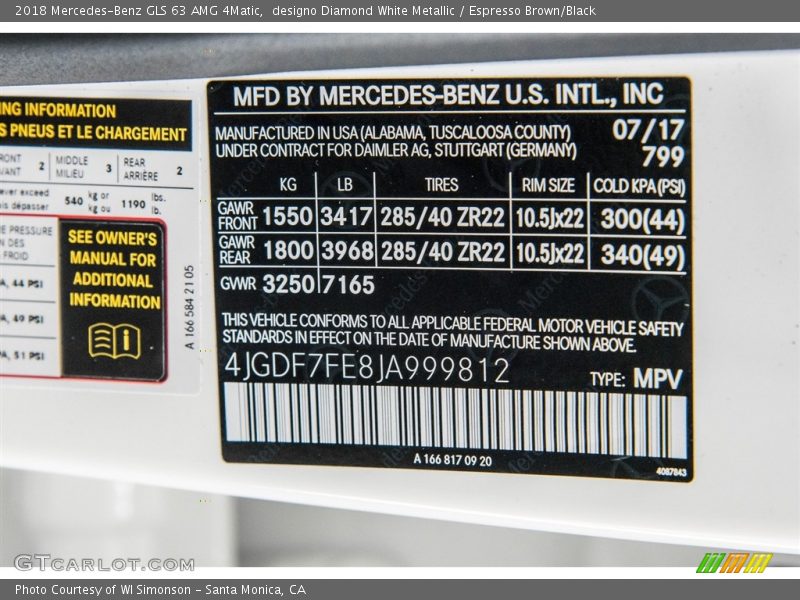 2018 Mercedes-Benz GLS 63 AMG 4Matic, designo Diamond White Metallic / Espresso Brown/Black
ING INFORMATION
S PNEUS ET LE CHARGEMENT
RONT 2 MIDDLE 3 REAR 2
VANT MILIEU ARRIÈRE
ever exceed 540 kg or 1190 lbs.
ais dépasser kg ou lb.
E PRESSURE
N DES
FROID
A, 44 PSI
A, 49 PSI
A, 51 PSI
SEE OWNER'S
MANUAL FOR
ADDITIONAL
INFORMATION
A 166 584 21 05
MFD BY MERCEDES-BENZ U.S. INTL., INC
MANUFACTURED IN USA (ALABAMA, TUSCALOOSA COUNTY) 07/17
UNDER CONTRACT FOR DAIMLER AG, STUTTGART (GERMANY) 799
KG LB TIRES RIM SIZE COLD KPA(PSI)
GAWR FRONT 1550 3417 285/40 ZR22 10.5Jx22 300(44)
GAWR REAR 1800 3968 285/40 ZR22 10.5Jx22 340(49)
GWR 3250 7165
THIS VEHICLE CONFORMS TO ALL APPLICABLE FEDERAL MOTOR VEHICLE SAFETY
STANDARDS IN EFFECT ON THE DATE OF MANUFACTURE SHOWN ABOVE.
4JGDF7FE8JA999812 TYPE: MPV
A 166 817 09 20
4087843
GTCARLOT.COM
Photo Courtesy of WI Simonson - Santa Monica, CA